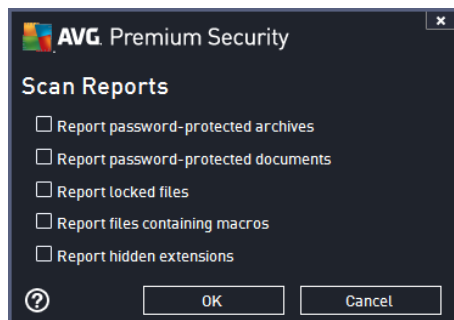 AVG. Premium Security
Scan Reports
Report password-protected archives
Report password-protected documents
Report locked files
Report files containing macros
Report hidden extensions
? OK Cancel